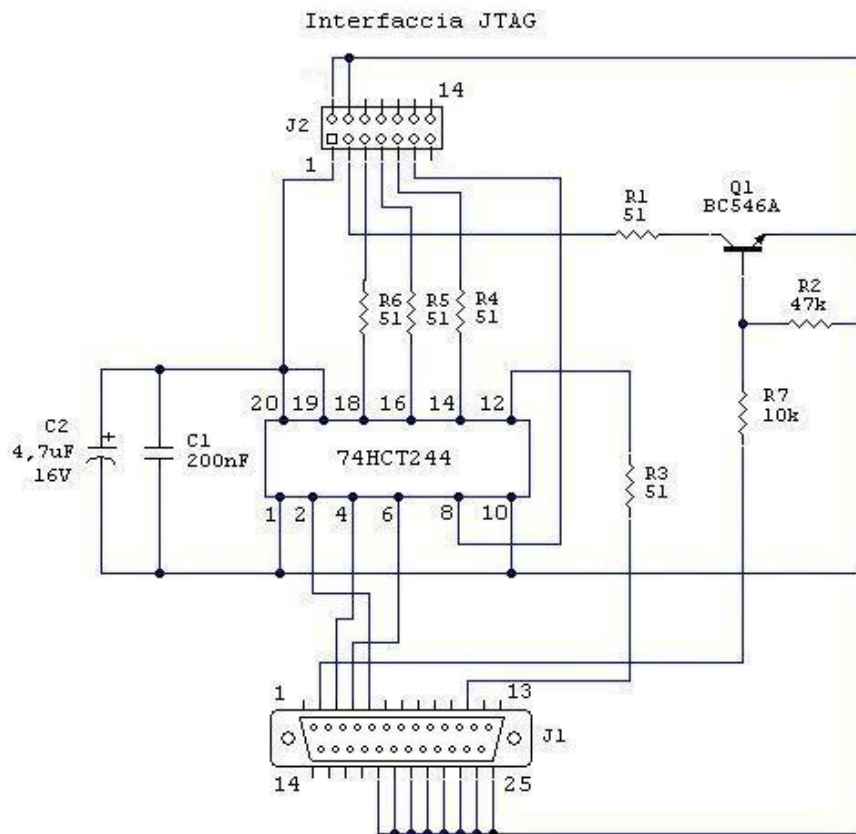 Interfaccia JTAG
14
J2
1
R1
51
Q1
BC546A
R2
47k
R6
51
R5
51
R4
51
R7
10k
20
19
18
16
14
12
C2
4,7uF
16V
+
C1
200nF
74HCT244
R3
51
1
2
4
6
8
10
1
13
J1
14
25